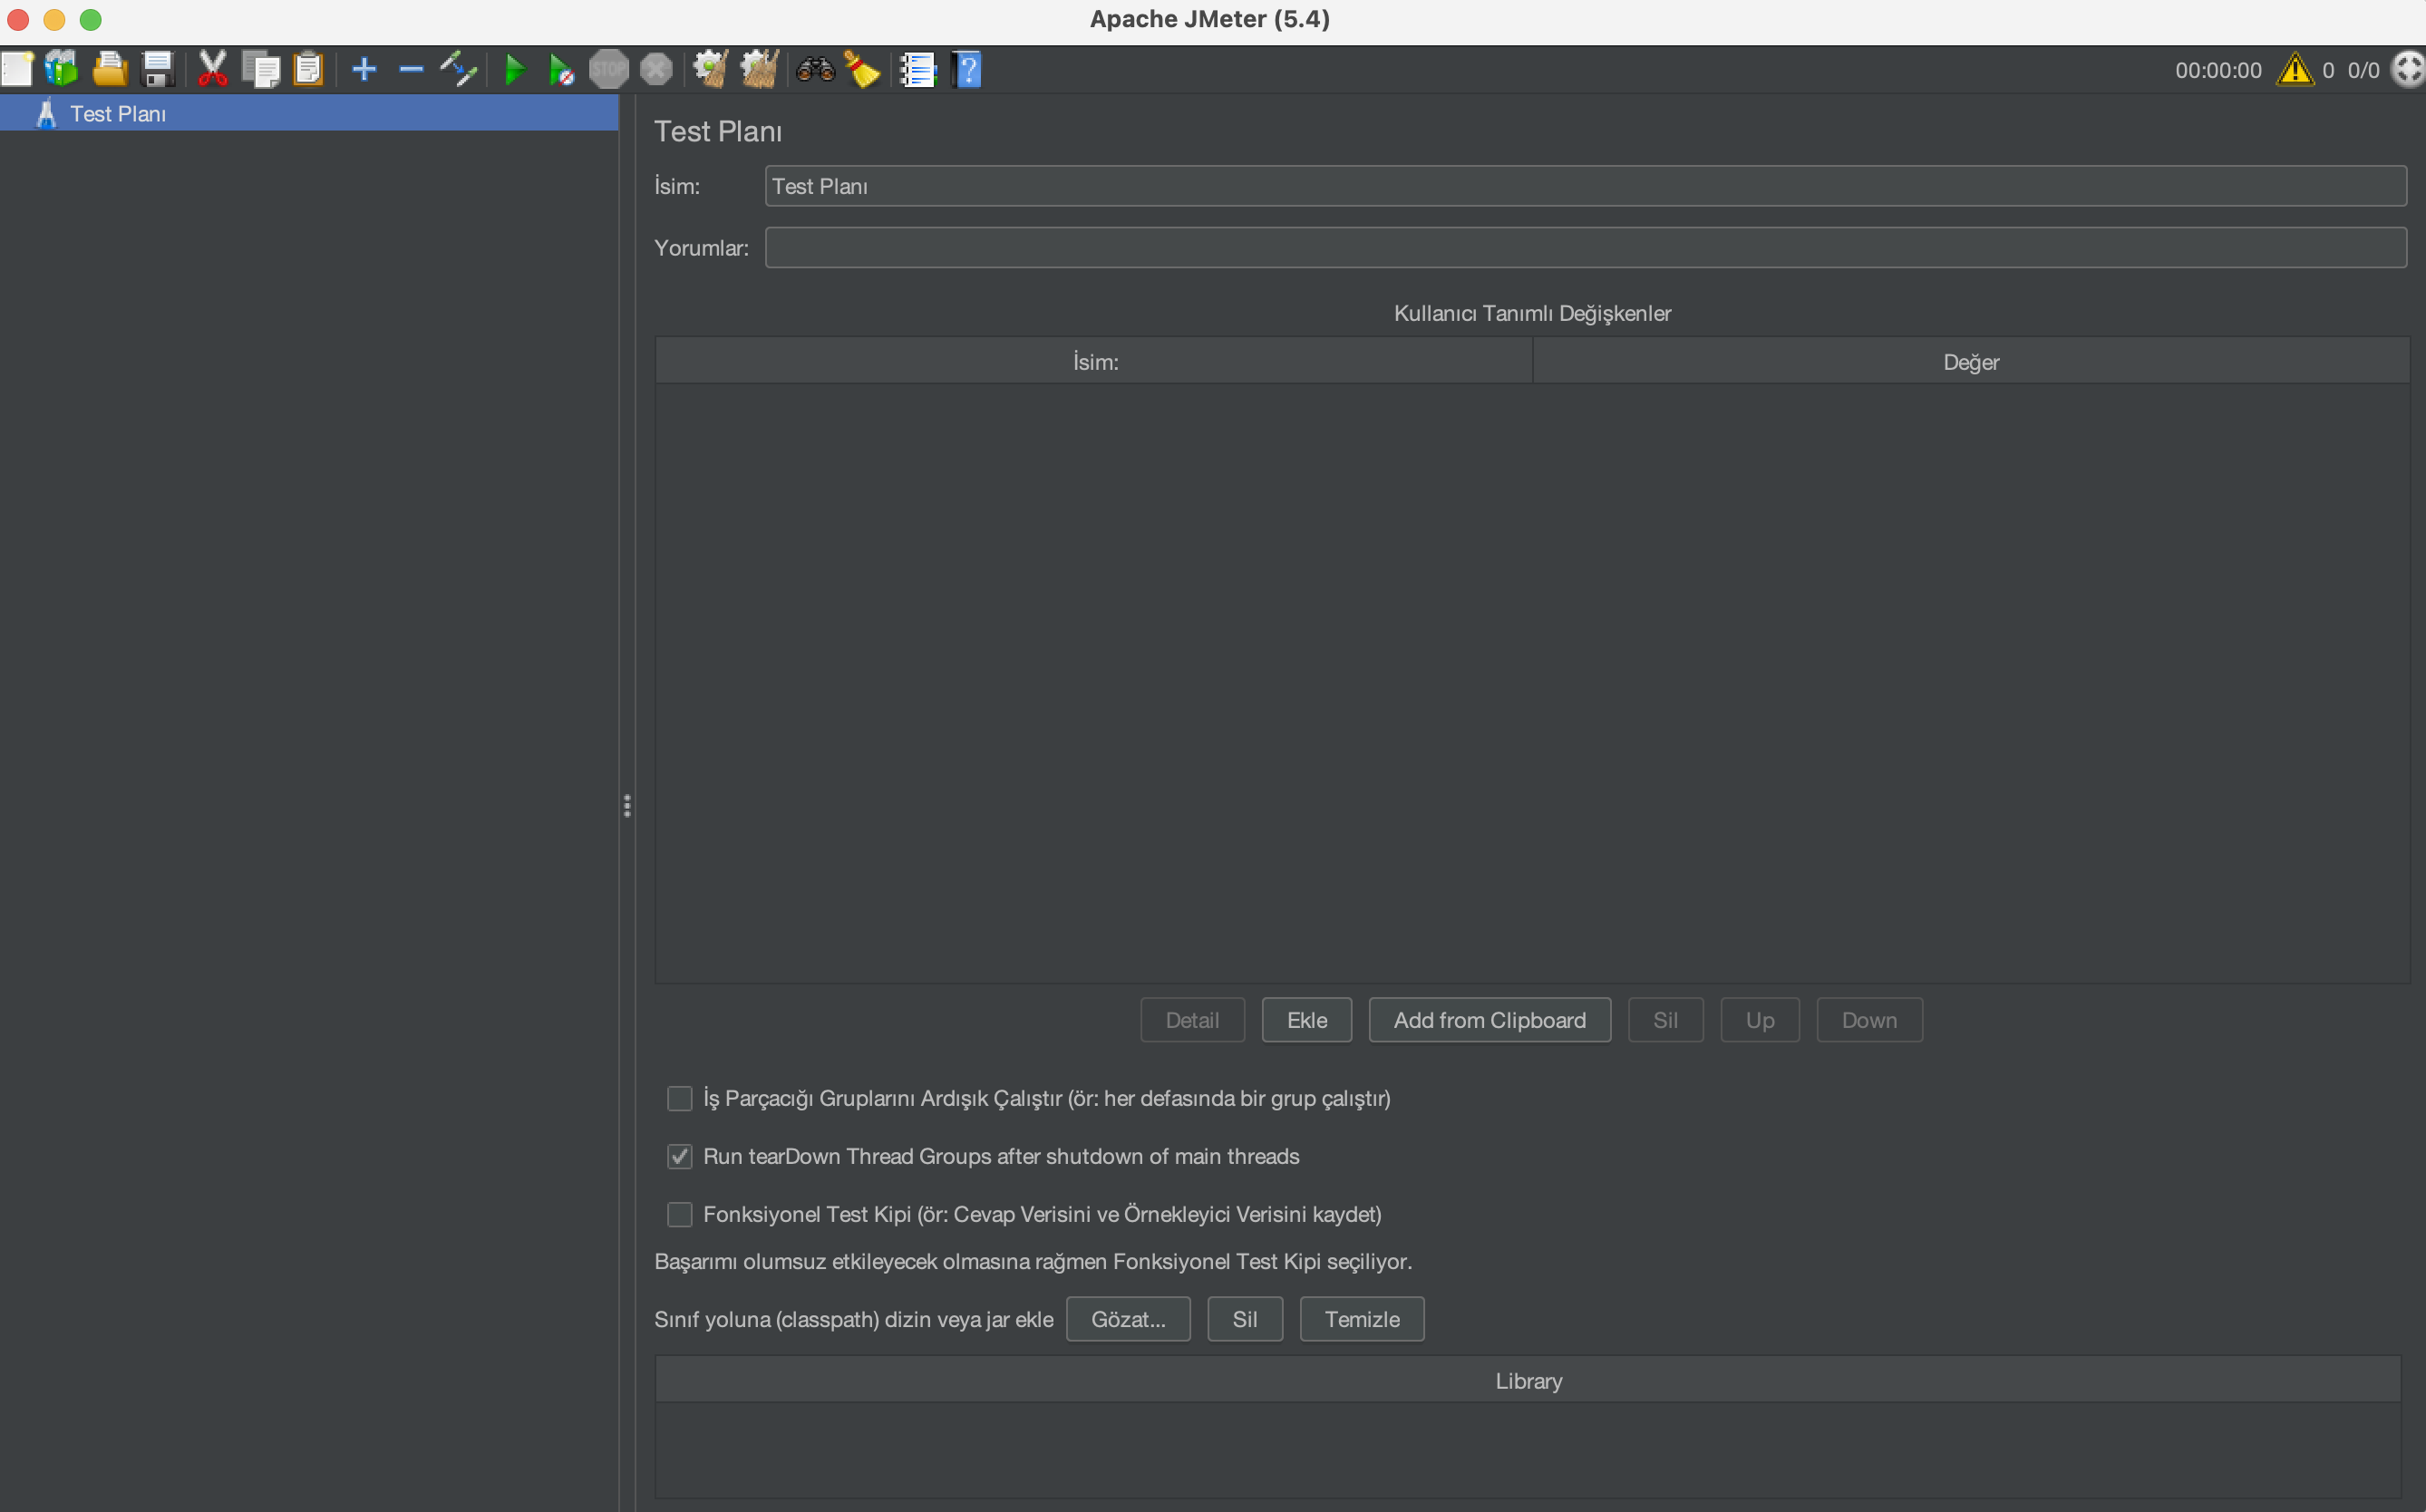 Apache JMeter (5.4)
STOP
00:00:00 0 0/0
Test Planı
Test Planı
İsim: Test Planı
Yorumlar:
Kullanıcı Tanımlı Değişkenler
İsim: Değer
Detail Ekle Add from Clipboard Sil Up Down
İş Parçacığı Gruplarını Ardışık Çalıştır (ör: her defasında bir grup çalıştır)
Run tearDown Thread Groups after shutdown of main threads
Fonksiyonel Test Kipi (ör: Cevap Verisini ve Örnekleyici Verisini kaydet)
Başarımı olumsuz etkileyecek olmasına rağmen Fonksiyonel Test Kipi seçiliyor.
Sınıf yoluna (classpath) dizin veya jar ekle Gözat... Sil Temizle
Library